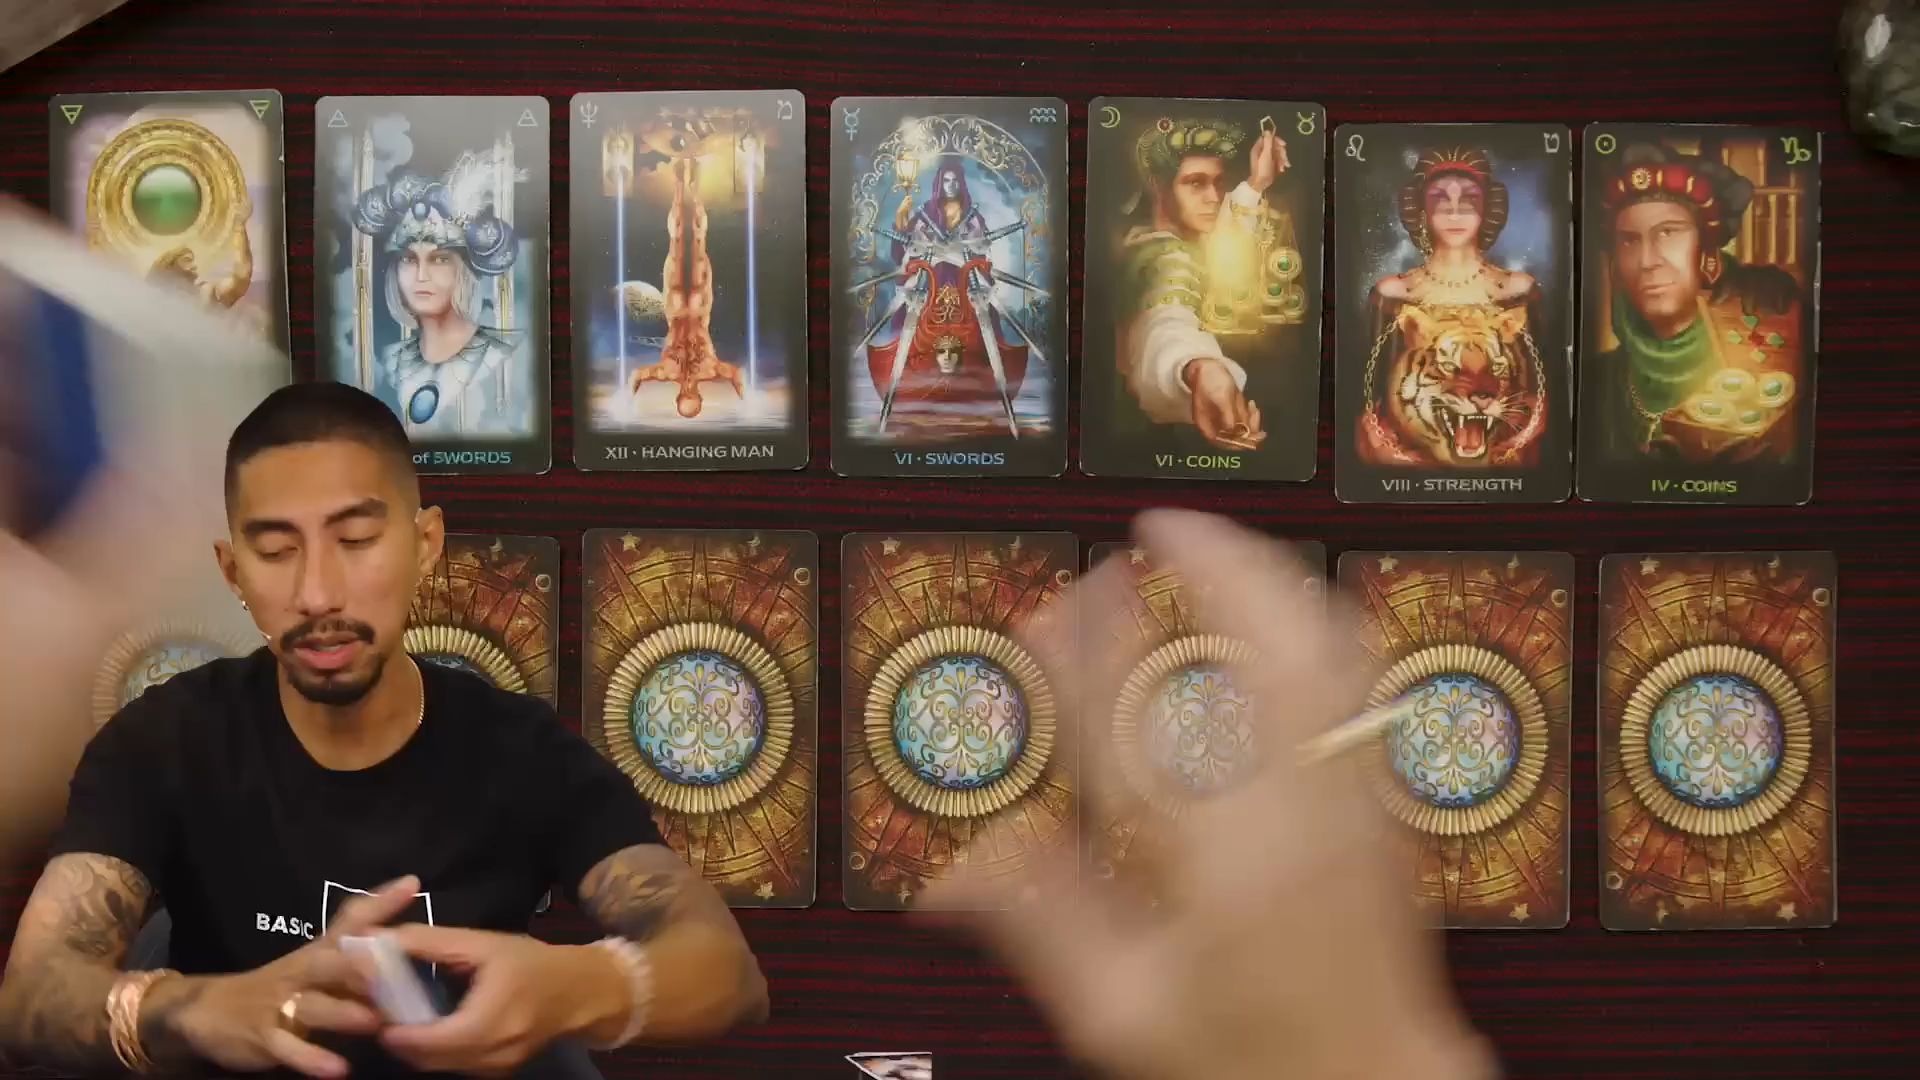 of SWORDS
XII · HANGING MAN
VI · SWORDS
VI · COINS
VIII · STRENGTH
IV · COINS
BASIC